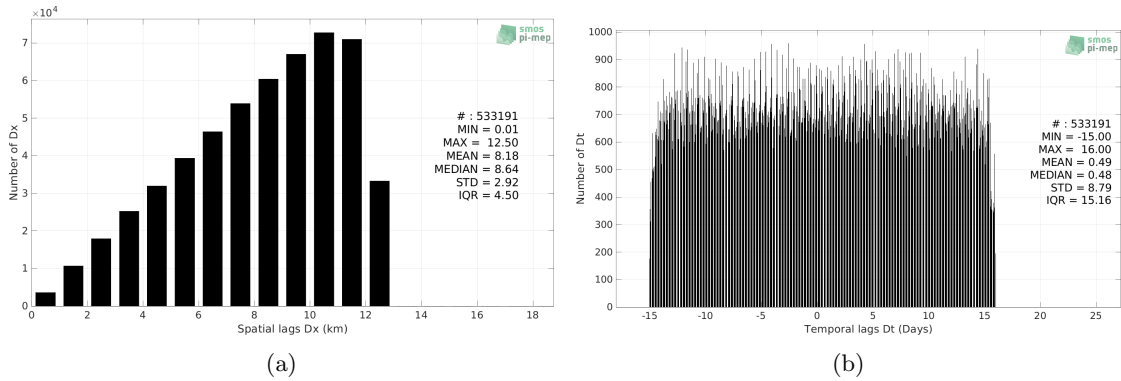 ×10⁴
7
6
5
4
3
2
1
0
Number of Dx
0 2 4 6 8 10 12 14 16 18
Spatial lags Dx (km)
smos
pi-mep
# : 533191
MIN = 0.01
MAX = 12.50
MEAN = 8.18
MEDIAN = 8.64
STD = 2.92
IQR = 4.50
(a)
1000
900
800
700
600
500
400
300
200
100
0
Number of Dt
-15 -10 -5 0 5 10 15 20 25
Temporal lags Dt (Days)
smos
pi-mep
# : 533191
MIN = -15.00
MAX = 16.00
MEAN = 0.49
MEDIAN = 0.48
STD = 8.79
IQR = 15.16
(b)